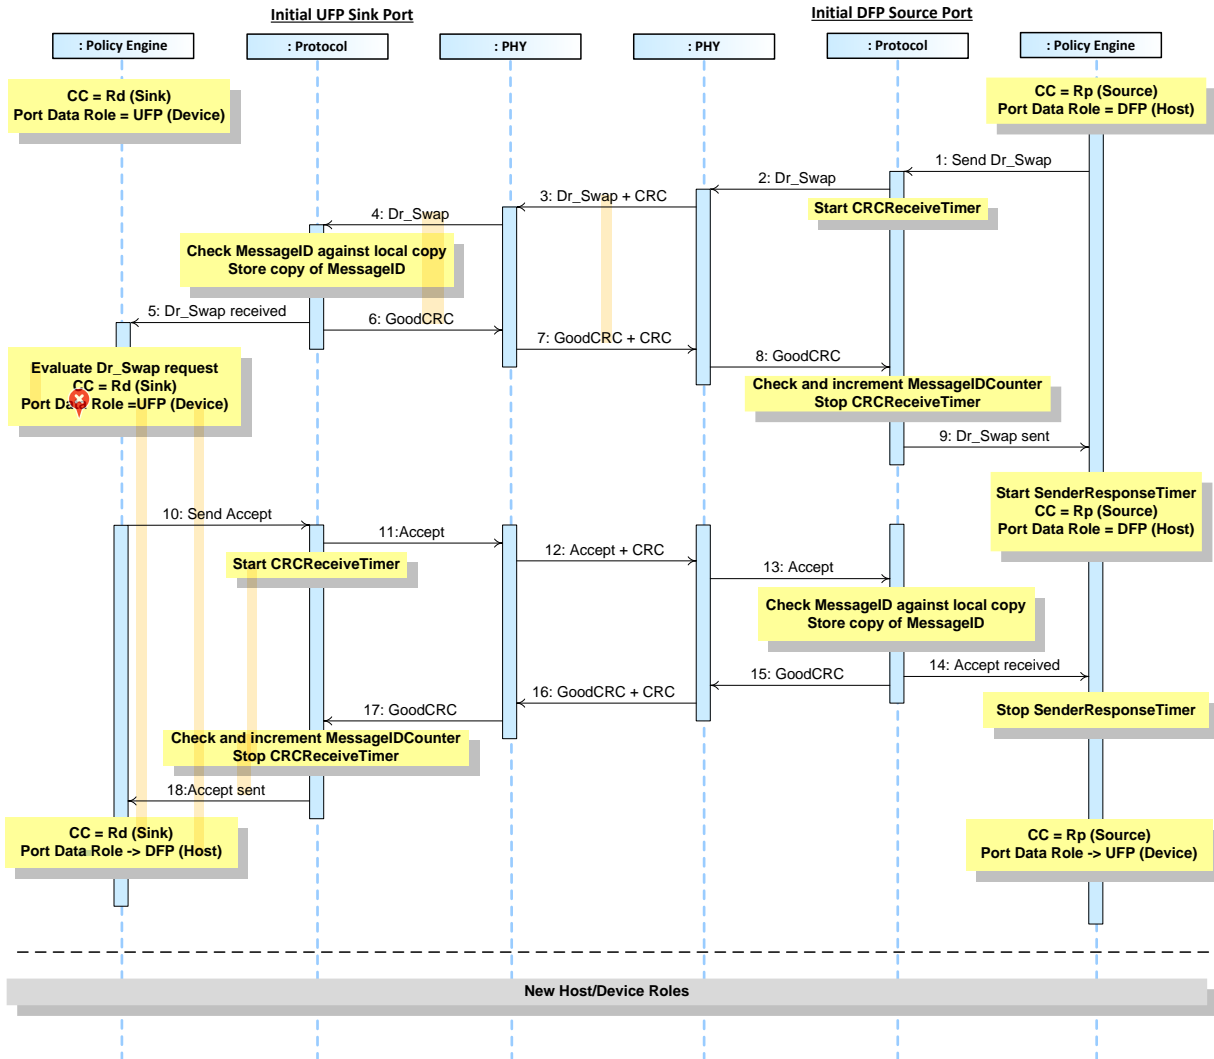 Initial UFP Sink Port
Initial DFP Source Port
: Policy Engine
: Protocol
: PHY
: PHY
: Protocol
: Policy Engine
CC = Rd (Sink)
Port Data Role = UFP (Device)
CC = Rp (Source)
Port Data Role = DFP (Host)
1: Send Dr_Swap
2: Dr_Swap
Start CRCReceiveTimer
3: Dr_Swap + CRC
4: Dr_Swap
Check MessageID against local copy
Store copy of MessageID
5: Dr_Swap received
6: GoodCRC
7: GoodCRC + CRC
8: GoodCRC
Evaluate Dr_Swap request
CC = Rd (Sink)
Port Data Role =UFP (Device)
Check and increment MessageIDCounter
Stop CRCReceiveTimer
9: Dr_Swap sent
Start SenderResponseTimer
CC = Rp (Source)
Port Data Role = DFP (Host)
10: Send Accept
11:Accept
Start CRCReceiveTimer
12: Accept + CRC
13: Accept
Check MessageID against local copy
Store copy of MessageID
14: Accept received
15: GoodCRC
16: GoodCRC + CRC
17: GoodCRC
Stop SenderResponseTimer
Check and increment MessageIDCounter
Stop CRCReceiveTimer
18:Accept sent
CC = Rd (Sink)
Port Data Role -> DFP (Host)
CC = Rp (Source)
Port Data Role -> UFP (Device)
New Host/Device Roles